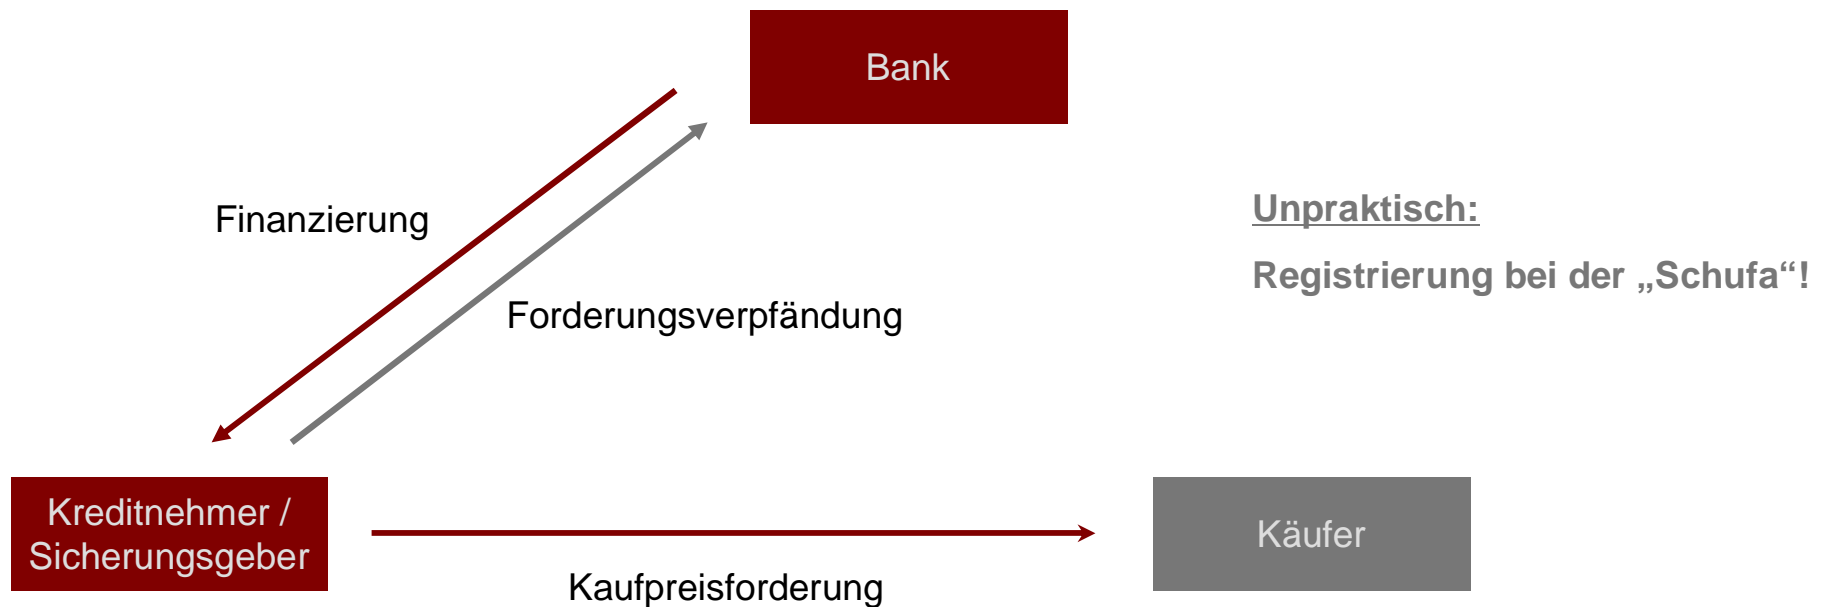 Bank
Finanzierung
Unpraktisch:
Registrierung bei der „Schufa“!
Forderungsverpfändung
Kreditnehmer /
Sicherungsgeber
Käufer
Kaufpreisforderung